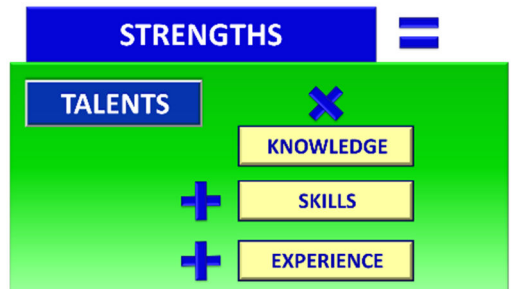 STRENGTHS =
TALENTS ×
KNOWLEDGE
+ SKILLS
+ EXPERIENCE